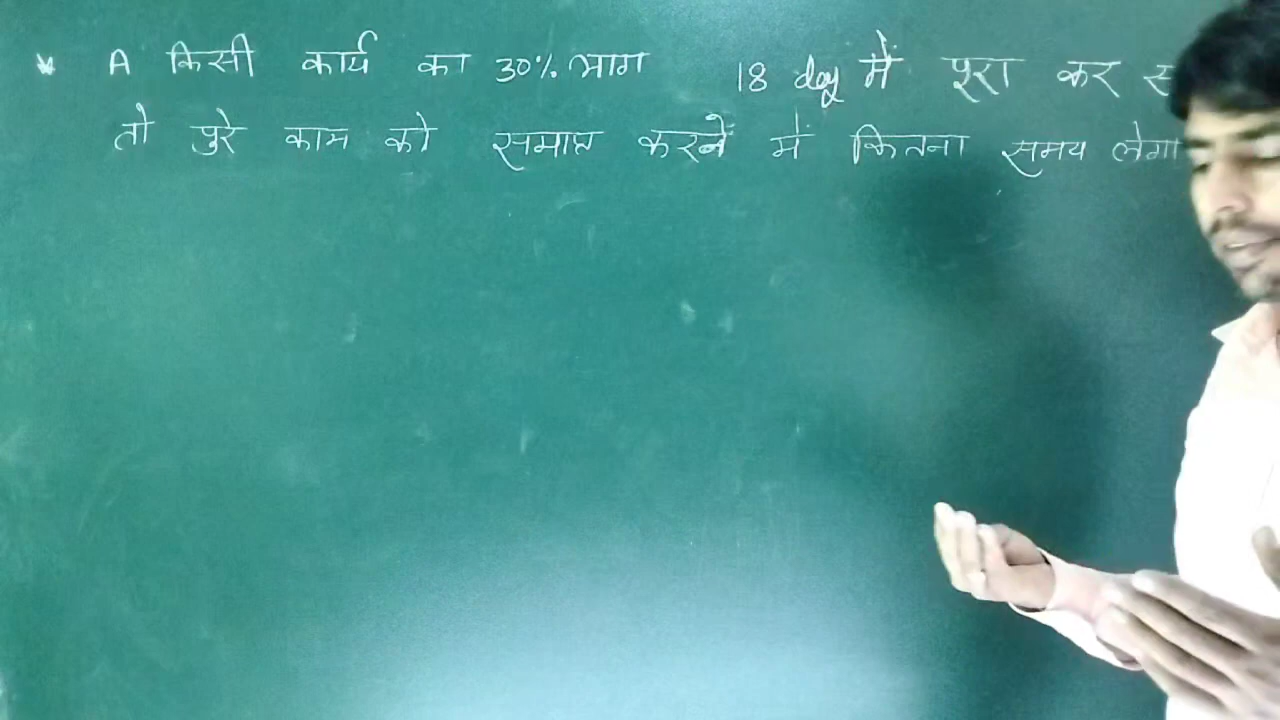 * A किसी कार्य का 30% भाग 18 day में पूरा कर
तो पुरे काम को समाप्त करनें में कितना समय लेगा